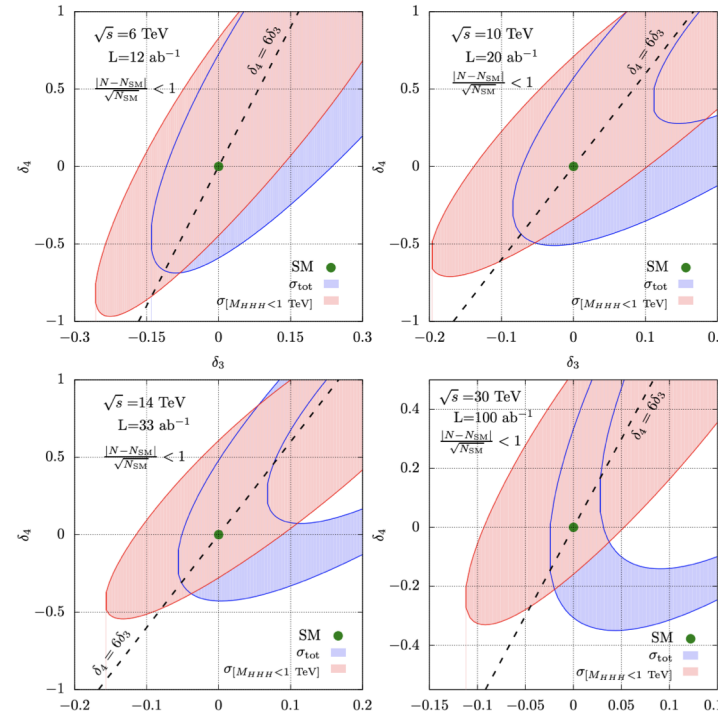 √s =6 TeV
L=12 ab⁻¹
|N−N_SM|/√N_SM < 1
δ₄ = 6δ₃
SM
σ_tot
σ_[M_HHH<1 TeV]
δ₄
1
0.5
0
−0.5
−1
−0.3 −0.15 0 0.15 0.3
δ₃
√s =10 TeV
L=20 ab⁻¹
|N−N_SM|/√N_SM < 1
δ₄ = 6δ₃
SM
σ_tot
σ_[M_HHH<1 TeV]
δ₄
1
0.5
0
−0.5
−1
−0.2 −0.1 0 0.1 0.2
δ₃
√s =14 TeV
L=33 ab⁻¹
|N−N_SM|/√N_SM < 1
δ₄ = 6δ₃
SM
σ_tot
σ_[M_HHH<1 TeV]
δ₄
1
0.5
0
−0.5
−1
−0.2 −0.1 0 0.1 0.2
√s =30 TeV
L=100 ab⁻¹
|N−N_SM|/√N_SM < 1
δ₄ = 6δ₃
SM
σ_tot
σ_[M_HHH<1 TeV]
δ₄
0.4
0.2
0
−0.2
−0.4
−0.15 −0.1 −0.05 0 0.05 0.1